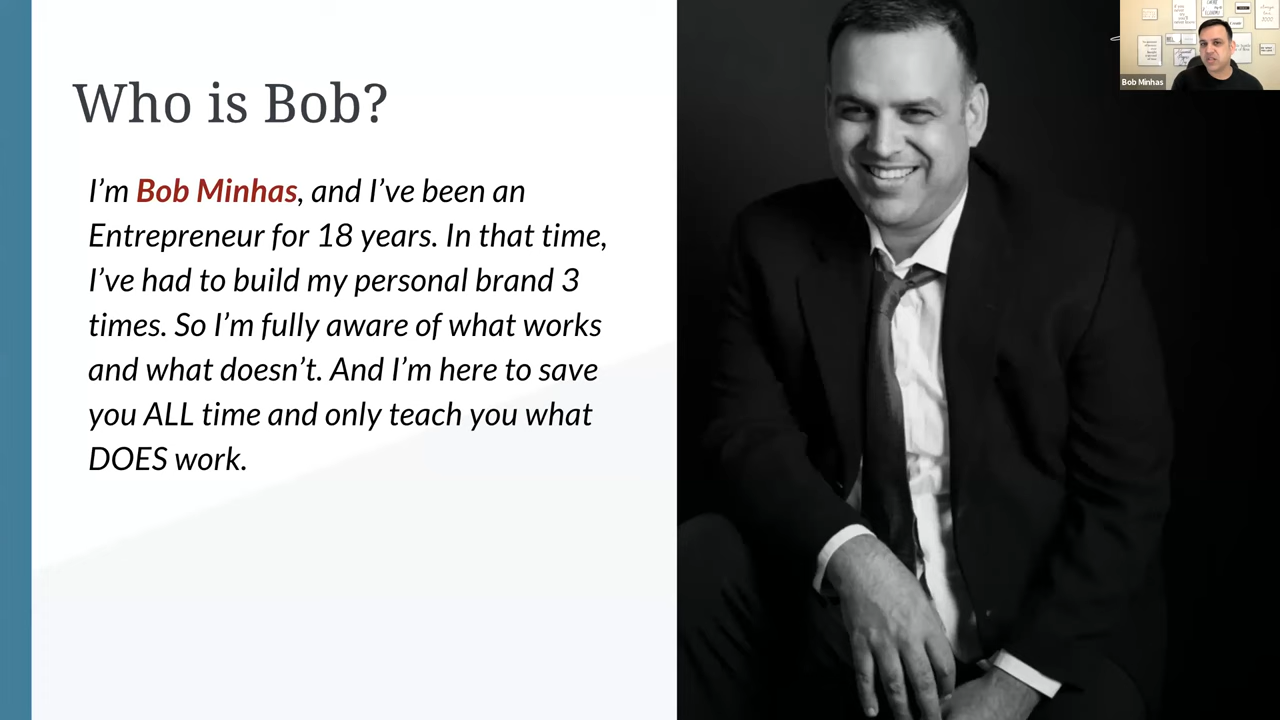 Who is Bob?
I'm Bob Minhas, and I've been an
Entrepreneur for 18 years. In that time,
I've had to build my personal brand 3
times. So I'm fully aware of what works
and what doesn't. And I'm here to save
you ALL time and only teach you what
DOES work.
Bob Minhas